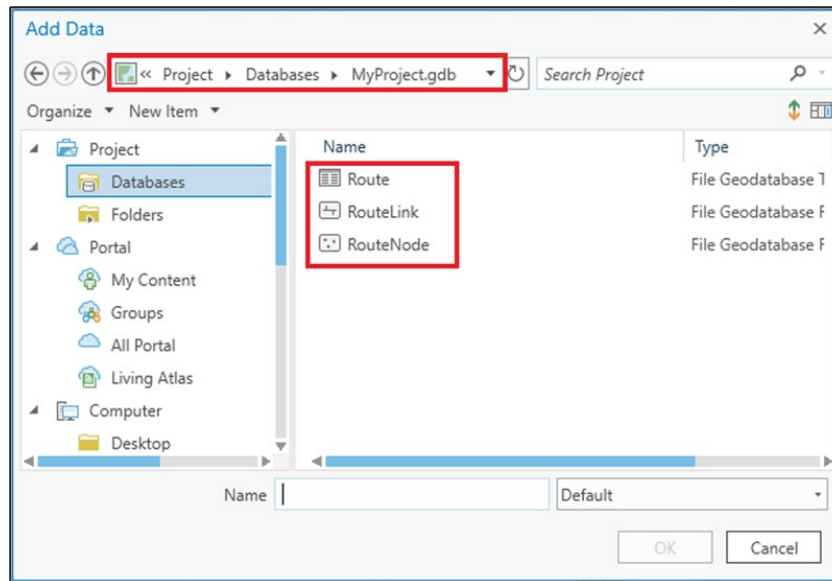 Add Data
« Project Databases MyProject.gdb Search Project
Organize New Item
Project
Databases
Folders
Portal
My Content
Groups
All Portal
Living Atlas
Computer
Desktop
Name Type
Route File Geodatabase T
RouteLink File Geodatabase F
RouteNode File Geodatabase F
Name Default
OK Cancel